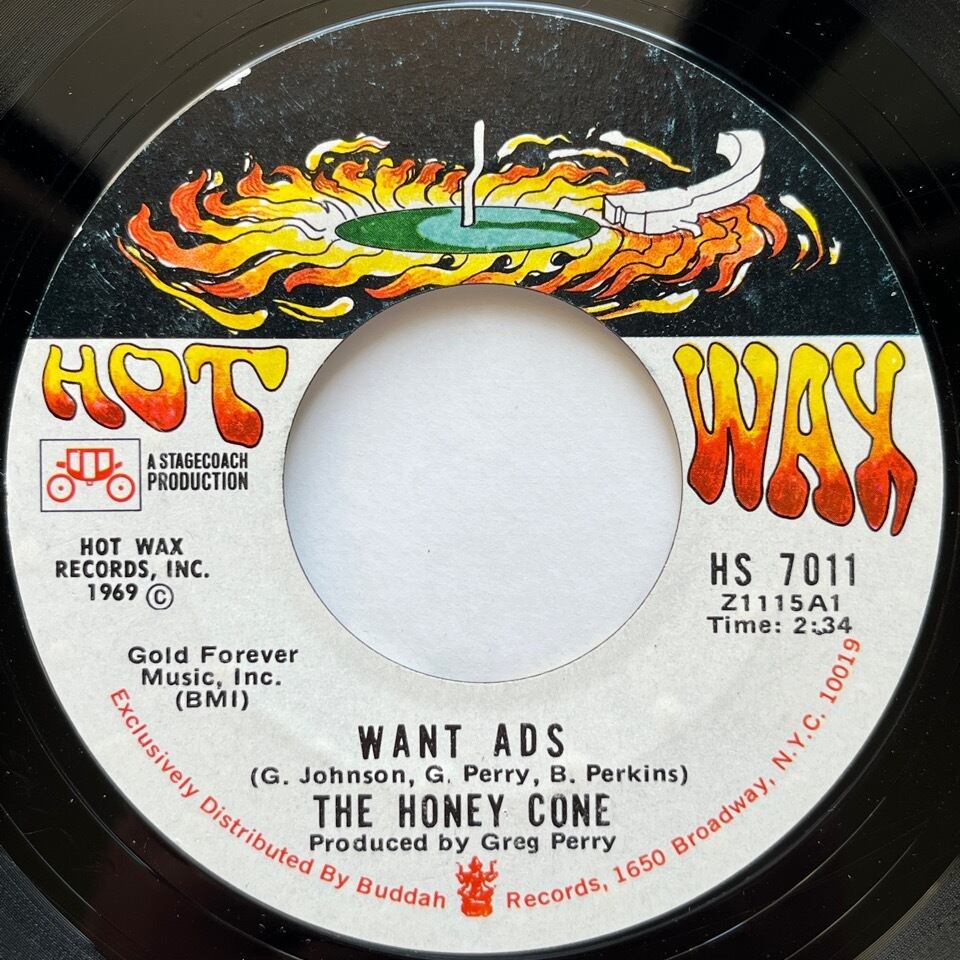 HOT WAX
A STAGECOACH
PRODUCTION
HOT WAX
RECORDS, INC.
1969 ©
HS 7011
Z1115A1
Time: 2:34
Gold Forever
Music, Inc.
(BMI)
WANT ADS
(G. Johnson, G. Perry, B. Perkins)
THE HONEY CONE
Produced by Greg Perry
Exclusively Distributed By Buddah Records, 1650 Broadway, N.Y.C. 10019